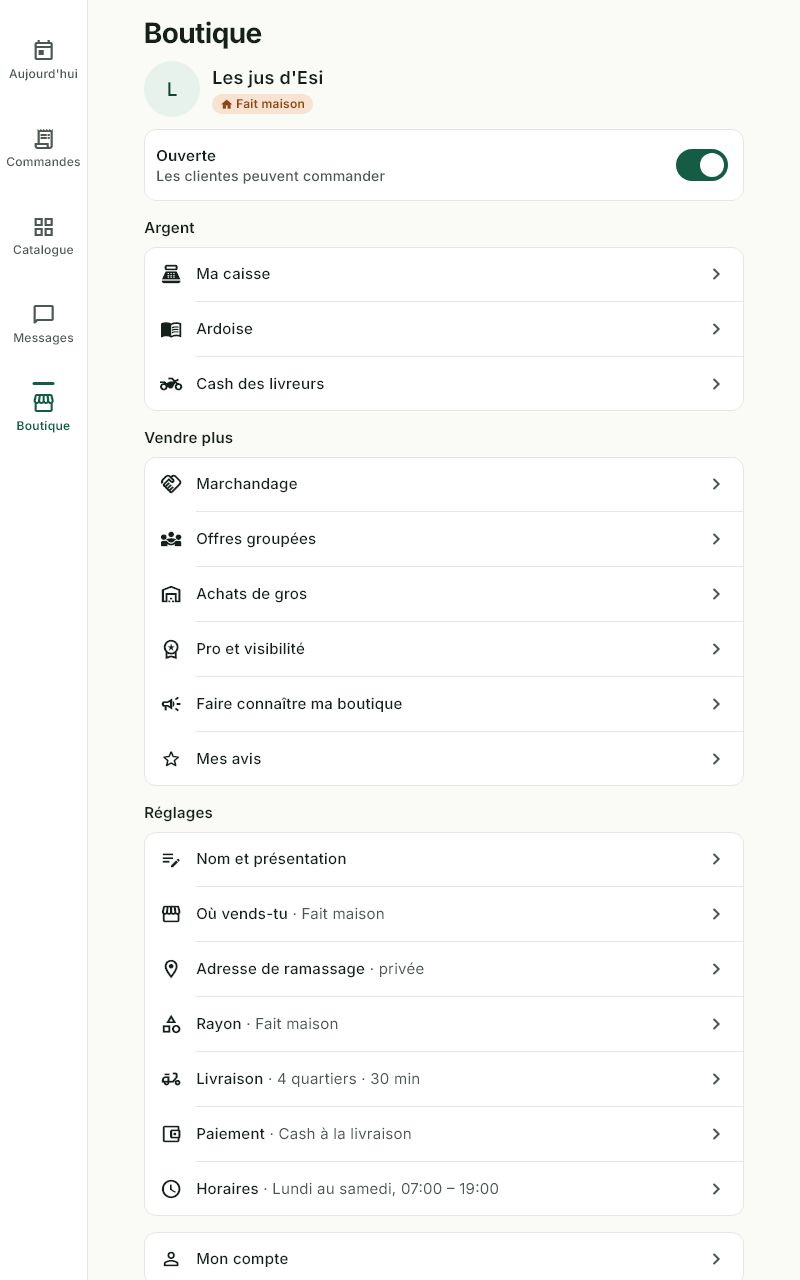 Boutique
Aujourd'hui
Commandes
Catalogue
Messages
Boutique
L
Les jus d'Esi
Fait maison
Ouverte
Les clientes peuvent commander
Argent
Ma caisse
Ardoise
Cash des livreurs
Vendre plus
Marchandage
Offres groupées
Achats de gros
Pro et visibilité
Faire connaître ma boutique
Mes avis
Réglages
Nom et présentation
Où vends-tu · Fait maison
Adresse de ramassage · privée
Rayon · Fait maison
Livraison · 4 quartiers · 30 min
Paiement · Cash à la livraison
Horaires · Lundi au samedi, 07:00 – 19:00
Mon compte